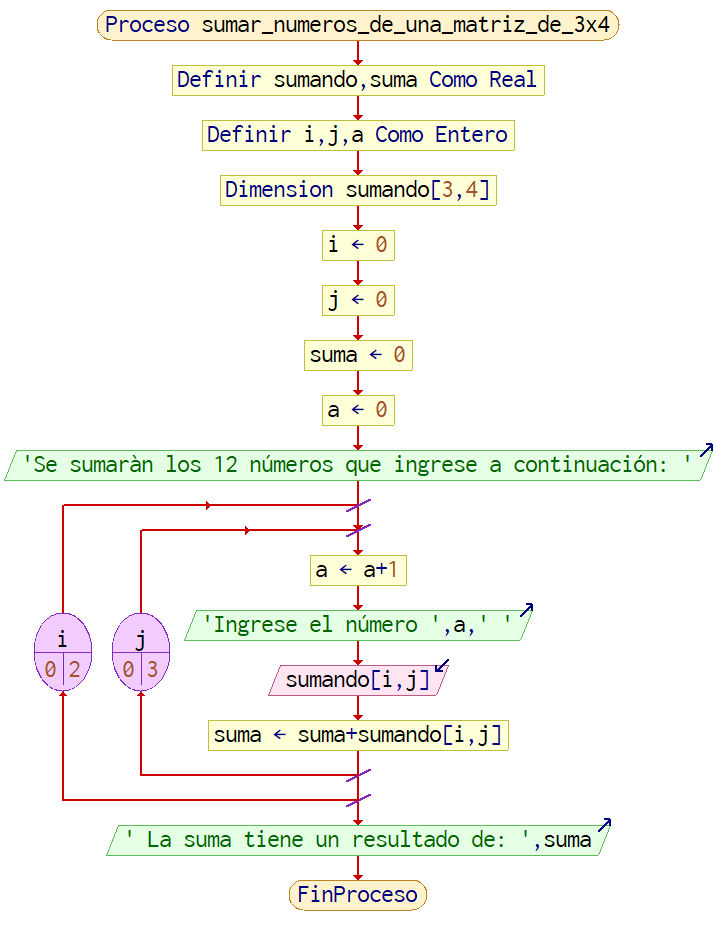 Proceso sumar_numeros_de_una_matriz_de_3x4
Definir sumando,suma Como Real
Definir i,j,a Como Entero
Dimension sumando[3,4]
i ← 0
j ← 0
suma ← 0
a ← 0
'Se sumaràn los 12 números que ingrese a continuación: '
a ← a+1
'Ingrese el número ',a,' '
i
0 2
j
0 3
sumando[i,j]
suma ← suma+sumando[i,j]
' La suma tiene un resultado de: ',suma
FinProceso